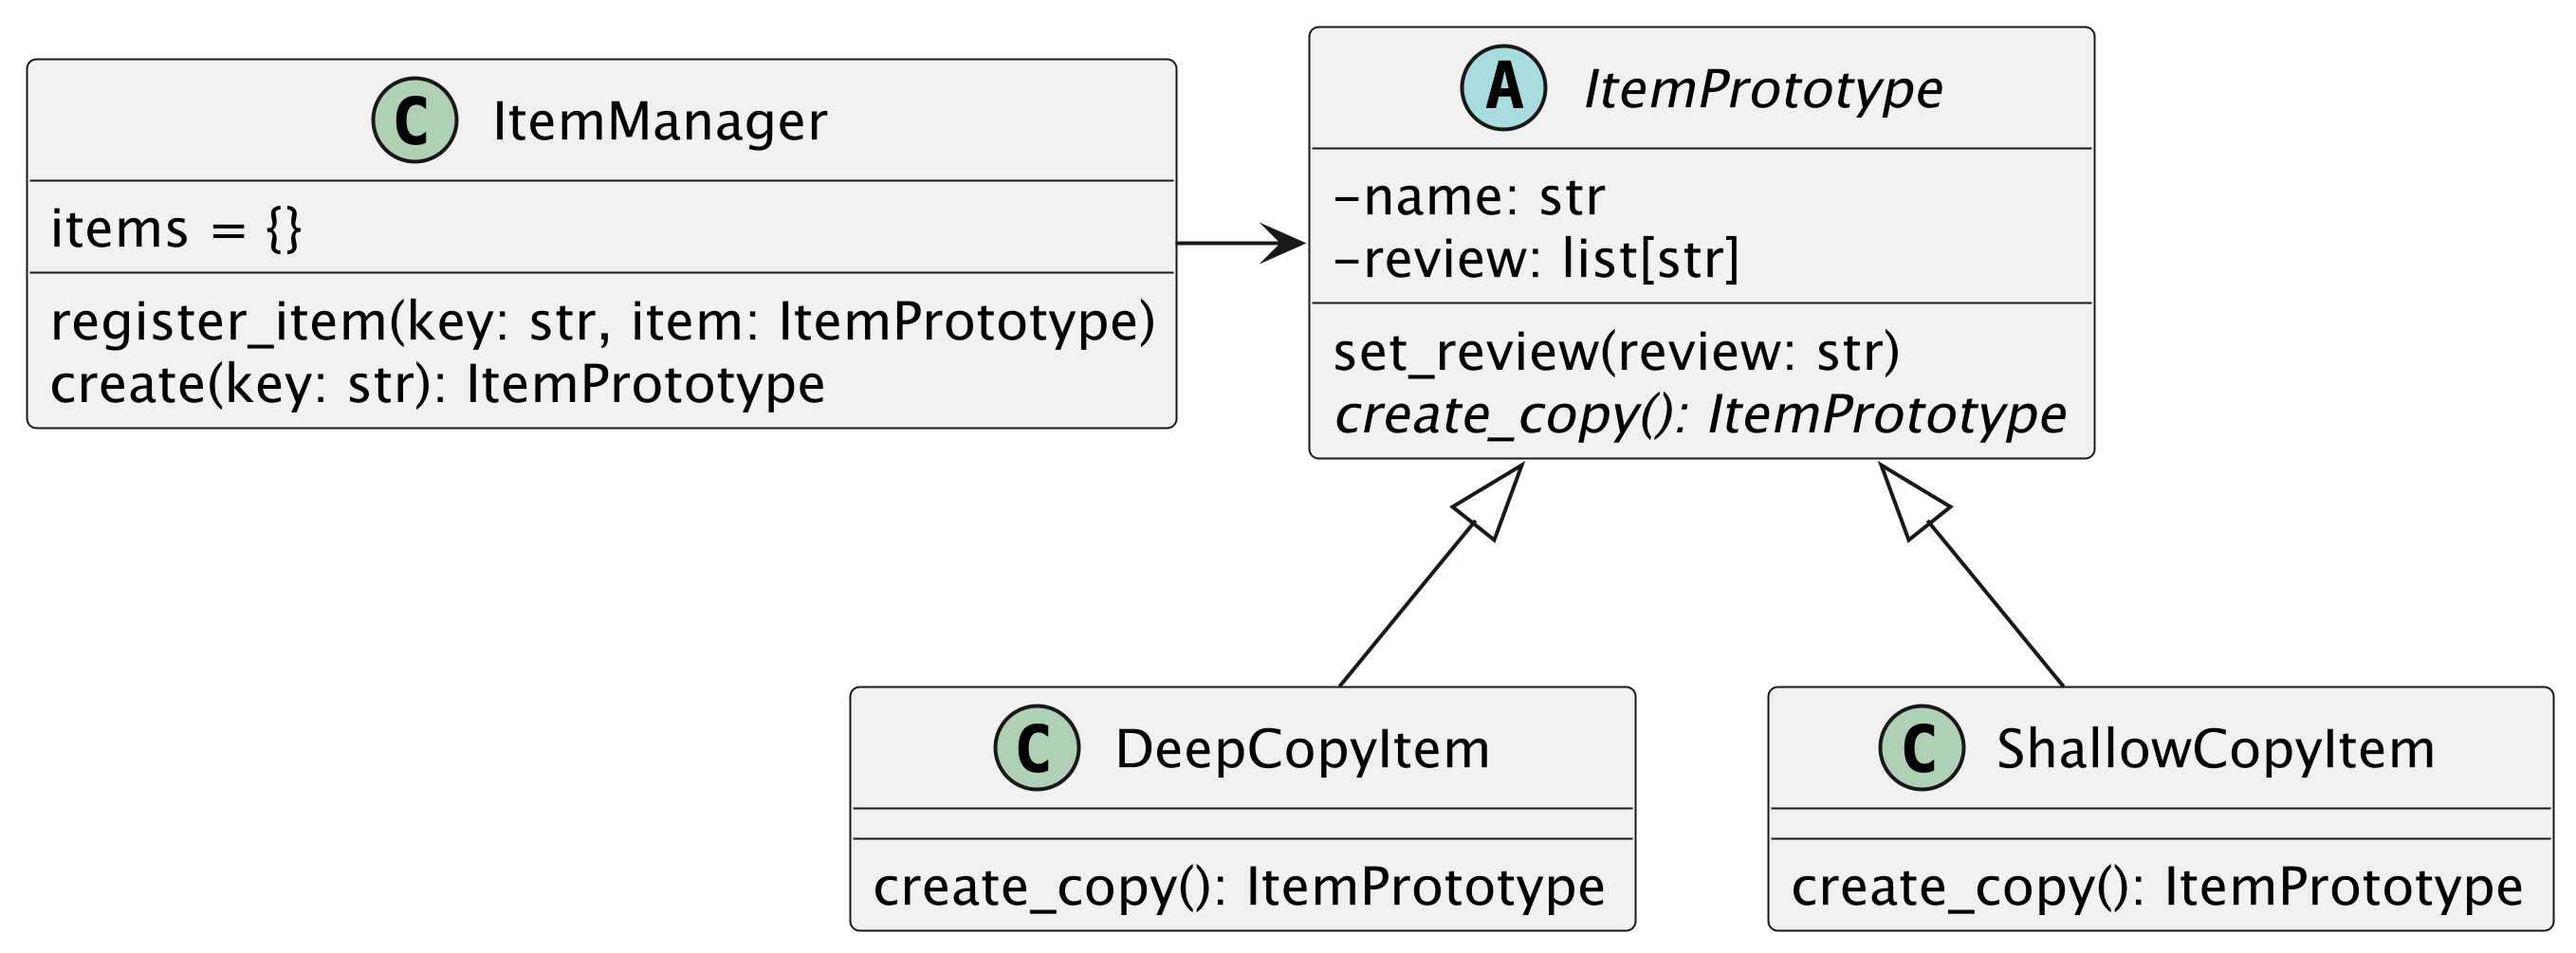 C ItemManager
items = {}
register_item(key: str, item: ItemPrototype)
create(key: str): ItemPrototype
A ItemPrototype
-name: str
-review: list[str]
set_review(review: str)
create_copy(): ItemPrototype
C DeepCopyItem
create_copy(): ItemPrototype
C ShallowCopyItem
create_copy(): ItemPrototype